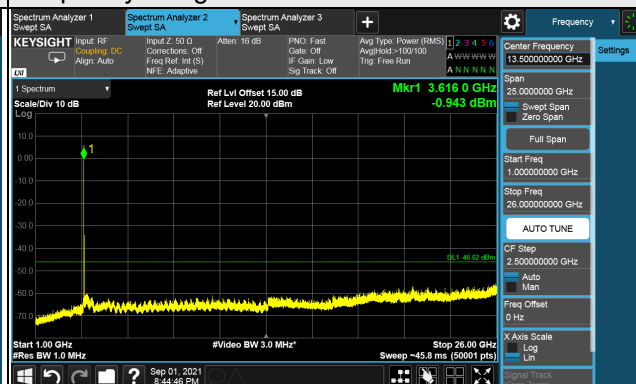 Spectrum Analyzer 1
Swept SA
Spectrum Analyzer 2
Swept SA
Spectrum Analyzer 3
Swept SA
Frequency
KEYSIGHT
Input: RF
Coupling: DC
Align: Auto
Input Z: 50 Ω
Corrections: Off
Freq Ref: Int (S)
NFE: Adaptive
Atten: 16 dB
PNO: Fast
Gate: Off
IF Gain: Low
Sig Track: Off
Avg Type: Power (RMS)
Avg|Hold:>100/100
Trig: Free Run
1 2 3 4 5 6
A W W W W W
A N N N N N
LXI
Center Frequency
13.500000000 GHz
Settings
Span
25.0000000 GHz
Swept Span
Zero Span
Full Span
Start Freq
1.000000000 GHz
Stop Freq
26.000000000 GHz
AUTO TUNE
CF Step
2.500000000 GHz
Auto
Man
Freq Offset
0 Hz
X Axis Scale
Log
Lin
Signal Track
1 Spectrum
Scale/Div 10 dB
Log
Ref Lvl Offset 15.00 dB
Ref Level 20.00 dBm
Mkr1 3.616 0 GHz
-0.943 dBm
10.0
0.00
-10.0
-20.0
-30.0
-40.0
-50.0
-60.0
-70.0
1
DL1 -46.02 dBm
Start 1.00 GHz
#Res BW 1.0 MHz
#Video BW 3.0 MHz*
Stop 26.00 GHz
Sweep ~45.8 ms (50001 pts)
?
Sep 01, 2021
8:44:46 PM